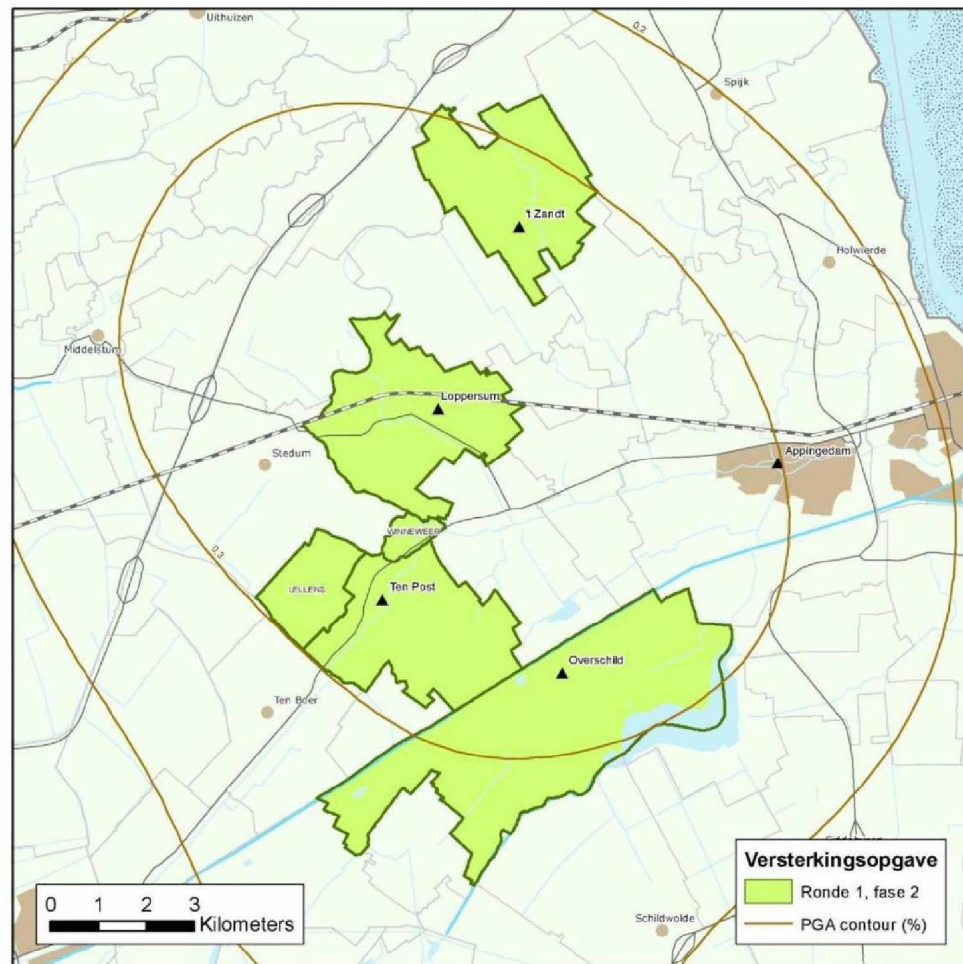 Uithuizen
0.2
Spijk
't Zandt
Holwierde
Middelstum
Loppersum
Stedum
Appingedam
WINNEWEER
0.3
LELLENS
Ten Post
Overschild
Ten Boer
Versterkingsopgave
Ronde 1, fase 2
PGA contour (%)
0 1 2 3
Kilometers
Schildwolde